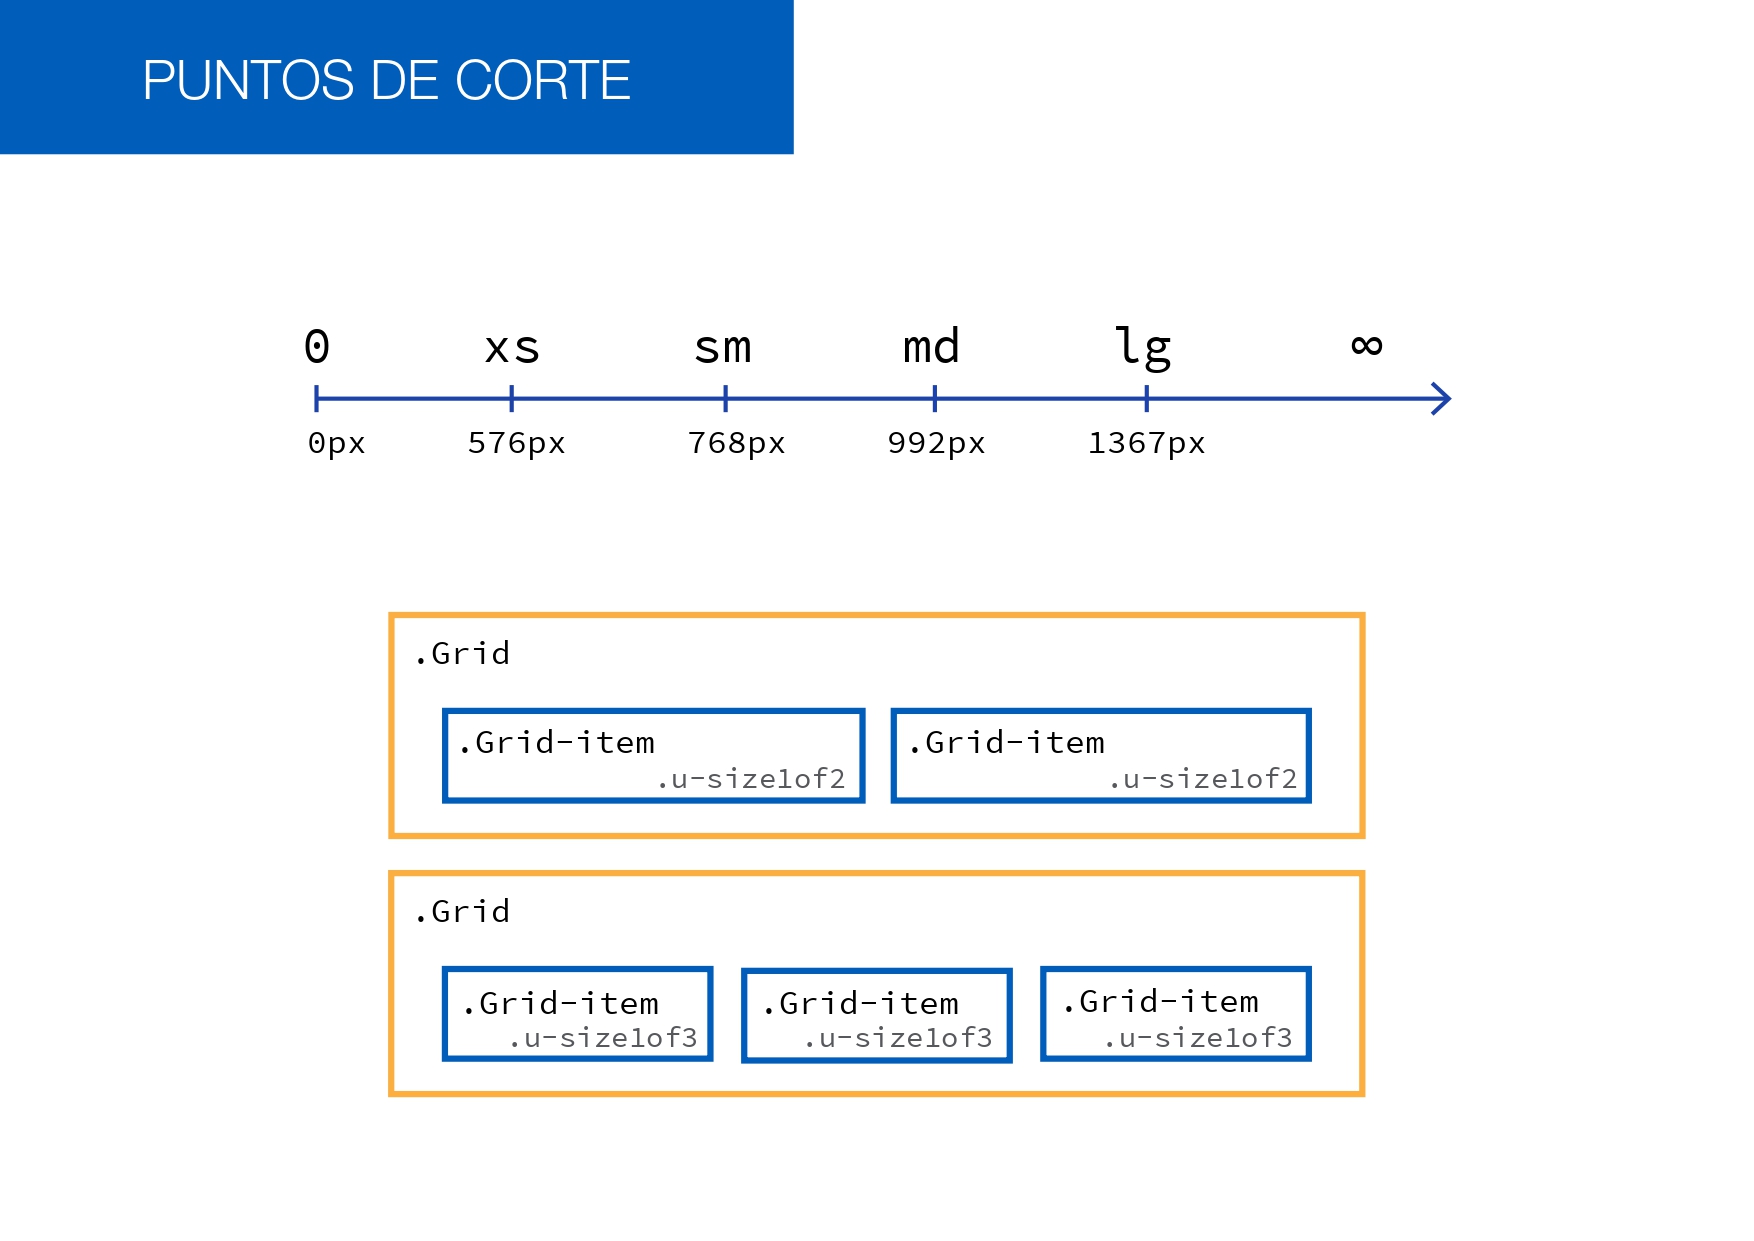 PUNTOS DE CORTE
0 xs sm md lg ∞
0px 576px 768px 992px 1367px
.Grid
.Grid-item .Grid-item
.u-size1of2 .u-size1of2
.Grid
.Grid-item .Grid-item .Grid-item
.u-size1of3 .u-size1of3 .u-size1of3